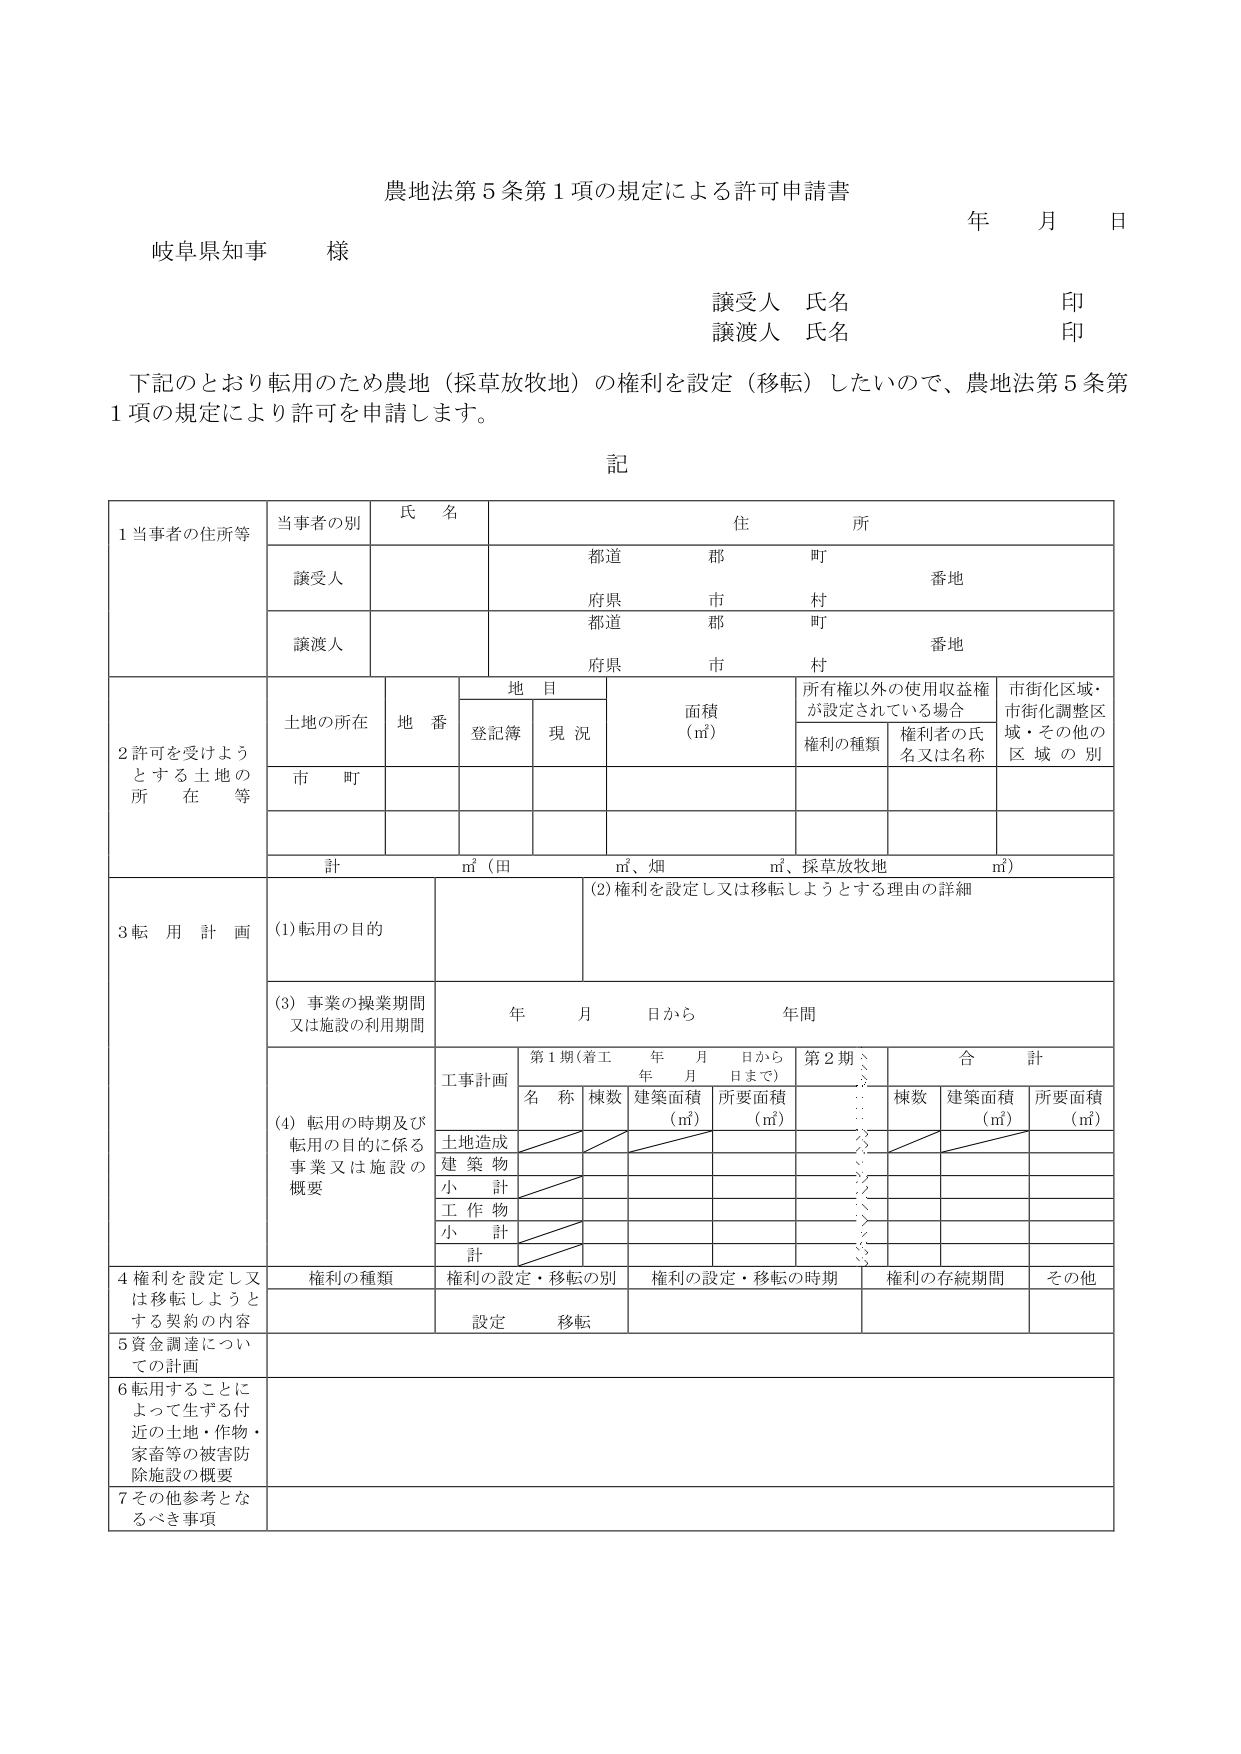 農地法第５条第１項の規定による許可申請書
年　　月　　日
岐阜県知事　　様
譲受人　氏名　　　　　　　　　印
譲渡人　氏名　　　　　　　　　印
下記のとおり転用のため農地（採草放牧地）の権利を設定（移転）したいので、農地法第５条第
１項の規定により許可を申請します。
記
１当事者の住所等
当事者の別
氏　名
住　　　　　　所
譲受人
都道　　　　　郡　　　　　町
番地
府県　　　　　市　　　　　村
譲渡人
都道　　　　　郡　　　　　町
番地
府県　　　　　市　　　　　村
２許可を受けよう
とする土地の
所　在　等
土地の所在
地　番
地　目
登記簿
現 況
面積
（㎡）
所有権以外の使用収益権
が設定されている場合
権利の種類
権利者の氏
名又は名称
市街化区域・
市街化調整区
域・その他の
区 域 の 別
市　町
計　　　　　　　㎡（田　　　　　　㎡、畑　　　　　　㎡、採草放牧地　　　　　　㎡）
３転　用　計　画
(1)転用の目的
(2)権利を設定し又は移転しようとする理由の詳細
(3) 事業の操業期間
又は施設の利用期間
年　　　月　　　日から　　　　　年間
(4) 転用の時期及び
転用の目的に係る
事業又は施設の
概要
工事計画
第１期(着工　　年　　月　　日から
年　　月　　日まで)
第２期
合　　　計
名　称
棟数
建築面積
（㎡）
所要面積
（㎡）
棟数
建築面積
（㎡）
所要面積
（㎡）
土地造成
建 築 物
小　　計
工 作 物
小　　計
計
４権利を設定し又
は移転しようと
する契約の内容
権利の種類
権利の設定・移転の別
権利の設定・移転の時期
権利の存続期間
その他
設定　　　移転
５資金調達につい
ての計画
６転用することに
よって生ずる付
近の土地・作物・
家畜等の被害防
除施設の概要
７その他参考とな
るべき事項